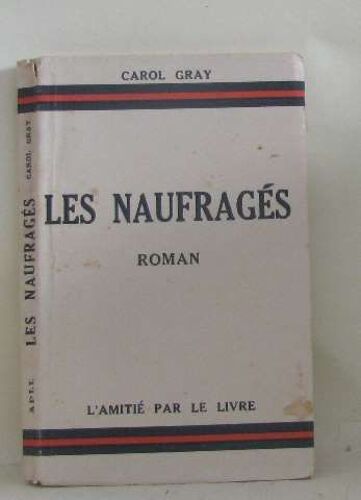 CAROL GRAY
LES NAUFRAGÉS
ROMAN
L'AMITIÉ PAR LE LIVRE
A.P.L.L. LES NAUFRAGÉS CAROL GRAY